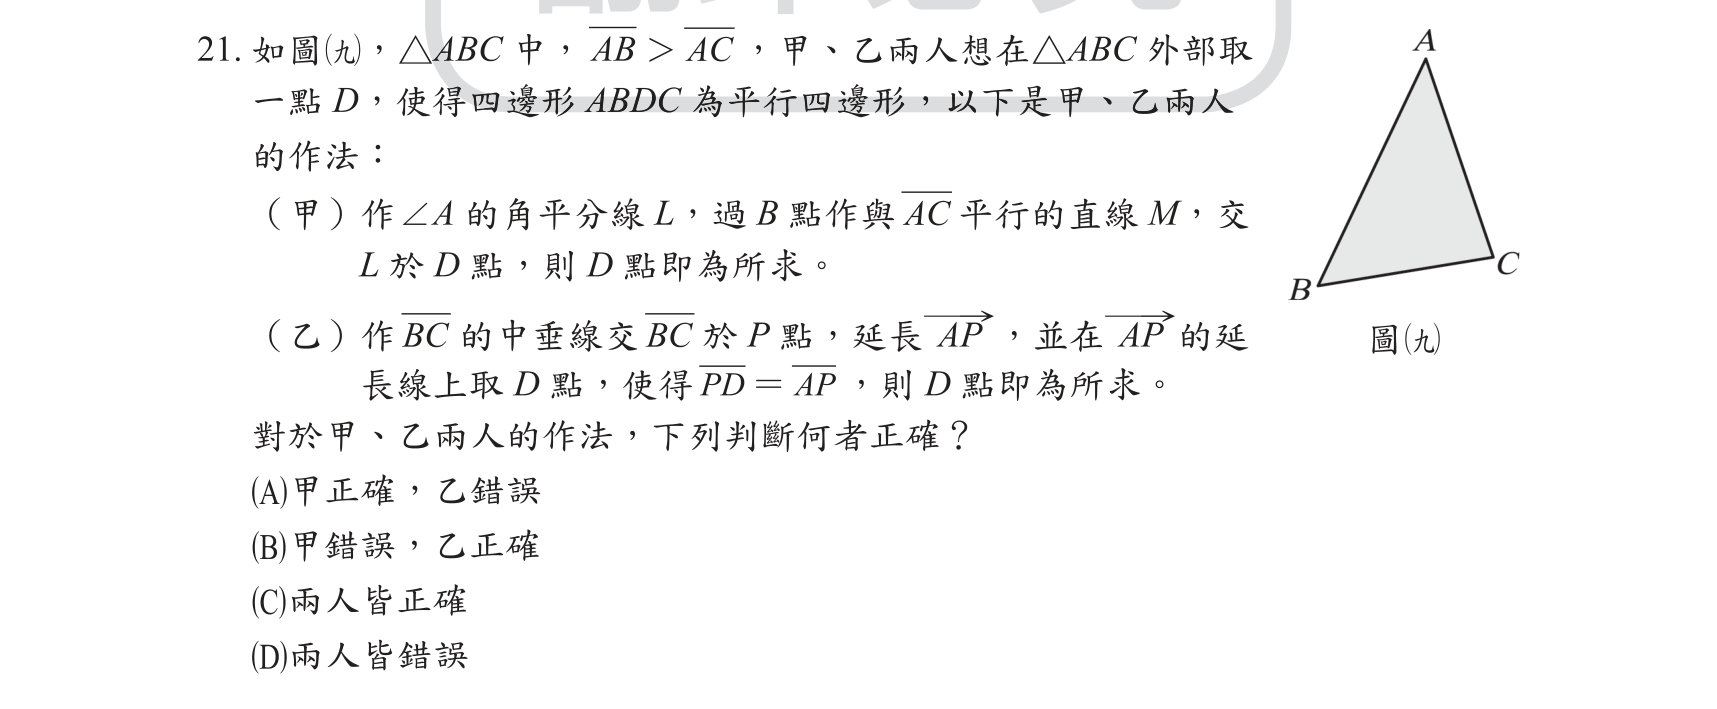 21. 如圖㈨，△ABC 中，AB > AC，甲、乙兩人想在△ABC 外部取
一點 D，使得四邊形 ABDC 為平行四邊形，以下是甲、乙兩人
的作法：
（甲）作∠A 的角平分線 L，過 B 點作與 AC 平行的直線 M，交
L 於 D 點，則 D 點即為所求。
（乙）作 BC 的中垂線交 BC 於 P 點，延長 AP，並在 AP 的延
長線上取 D 點，使得 PD = AP，則 D 點即為所求。
對於甲、乙兩人的作法，下列判斷何者正確？
(A)甲正確，乙錯誤
(B)甲錯誤，乙正確
(C)兩人皆正確
(D)兩人皆錯誤
A
B
C
圖㈨